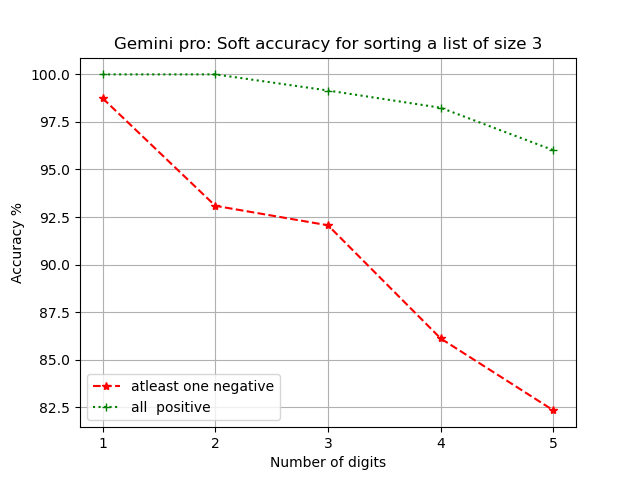 Gemini pro: Soft accuracy for sorting a list of size 3
100.0
97.5
95.0
92.5
90.0
87.5
85.0
82.5
Accuracy %
atleast one negative
all  positive
1 2 3 4 5
Number of digits